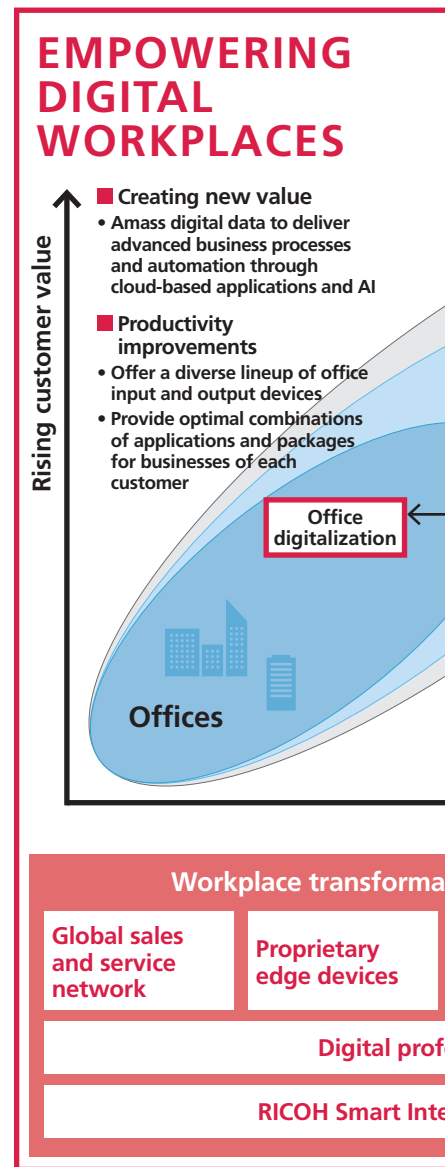 EMPOWERING
DIGITAL
WORKPLACES
Rising customer value
Creating new value
• Amass digital data to deliver
advanced business processes
and automation through
cloud-based applications and AI
Productivity
improvements
• Offer a diverse lineup of office
input and output devices
• Provide optimal combinations
of applications and packages
for businesses of each
customer
Office
digitalization
Offices
Workplace transforma
Global sales
and service
network
Proprietary
edge devices
Digital prof
RICOH Smart Inte